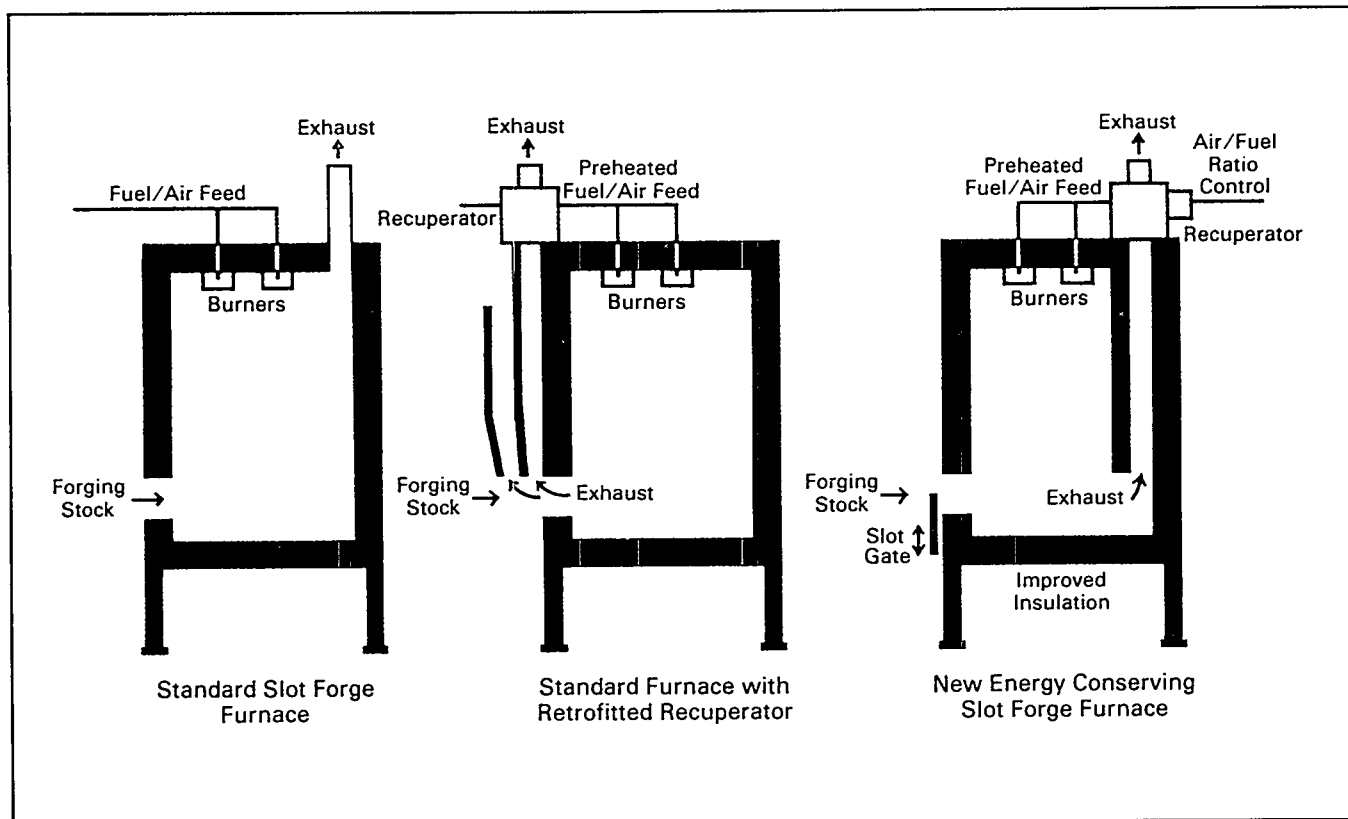 Exhaust
Fuel/Air Feed
Burners
Forging
Stock
Standard Slot Forge
Furnace
Exhaust
Preheated
Fuel/Air Feed
Recuperator
Burners
Forging
Stock
Exhaust
Standard Furnace with
Retrofitted Recuperator
Exhaust
Air/Fuel
Ratio
Control
Preheated
Fuel/Air Feed
Recuperator
Burners
Forging
Stock
Exhaust
Slot
Gate
Improved
Insulation
New Energy Conserving
Slot Forge Furnace